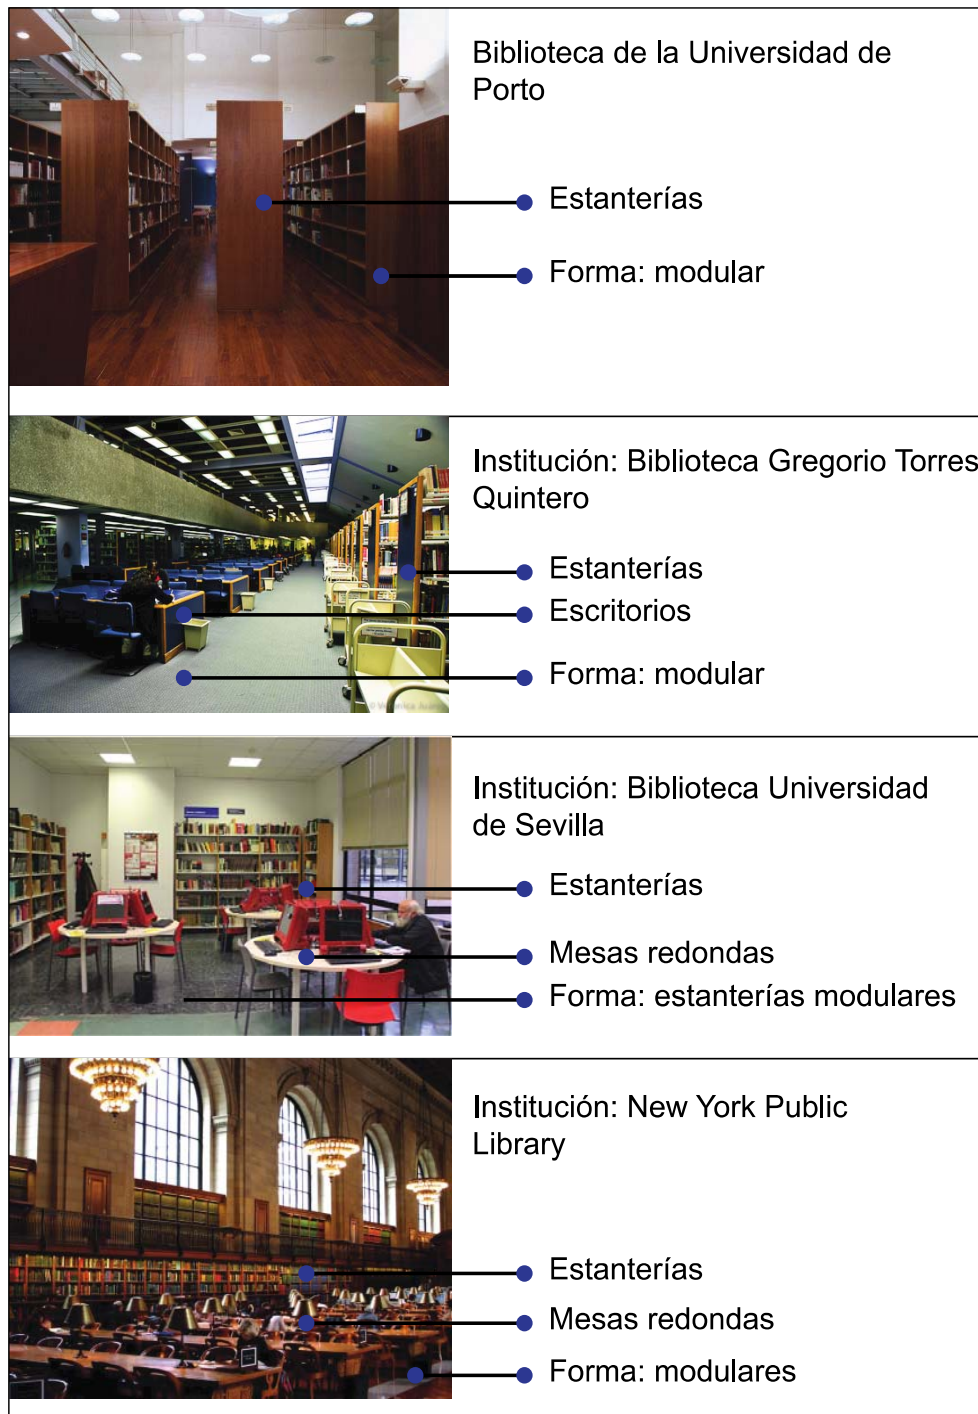 Biblioteca de la Universidad de
Porto
Estanterías
Forma: modular
Institución: Biblioteca Gregorio Torres
Quintero
Estanterías
Escritorios
Forma: modular
Institución: Biblioteca Universidad
de Sevilla
Estanterías
Mesas redondas
Forma: estanterías modulares
Institución: New York Public
Library
Estanterías
Mesas redondas
Forma: modulares